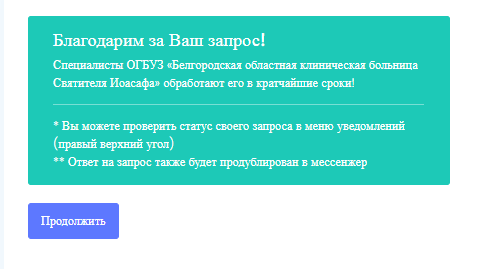 Благодарим за Ваш запрос!
Специалисты ОГБУЗ «Белгородская областная клиническая больница
Святителя Иоасафа» обработают его в кратчайшие сроки!
* Вы можете проверить статус своего запроса в меню уведомлений
(правый верхний угол)
** Ответ на запрос также будет продублирован в мессенжер
Продолжить